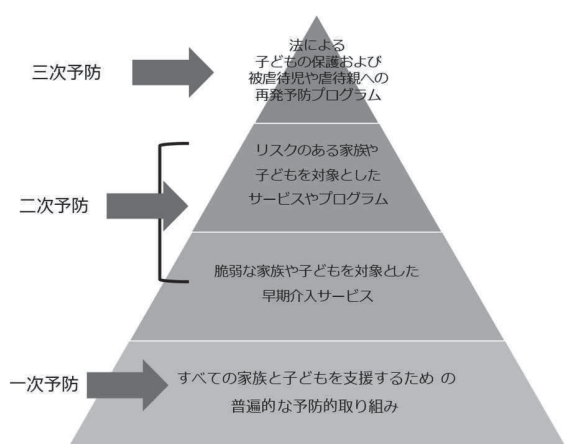 三次予防
法による
子どもの保護および
被虐待児や虐待親への
再発予防プログラム
二次予防
リスクのある家族や
子どもを対象とした
サービスやプログラム
脆弱な家族や子どもを対象とした
早期介入サービス
一次予防
すべての家族と子どもを支援するため の
普遍的な予防的取り組み